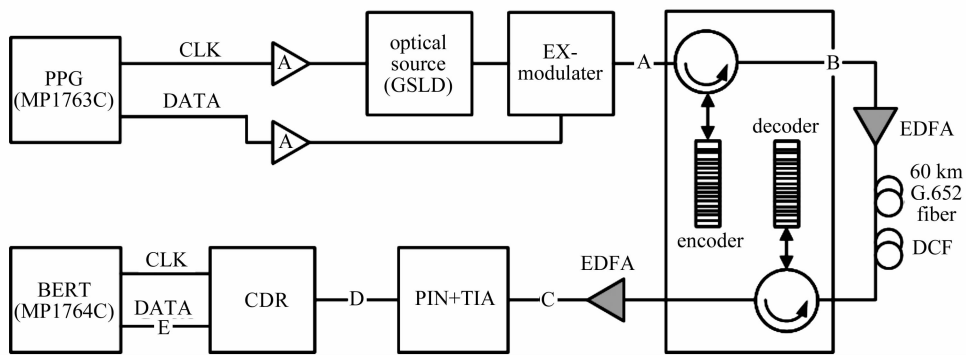 PPG
(MP1763C)
CLK
DATA
A
A
optical
source
(GSLD)
EX-
modulater
A
B
encoder
decoder
EDFA
60 km
G.652
fiber
DCF
BERT
(MP1764C)
CLK
DATA
E
CDR
D
PIN+TIA
C
EDFA